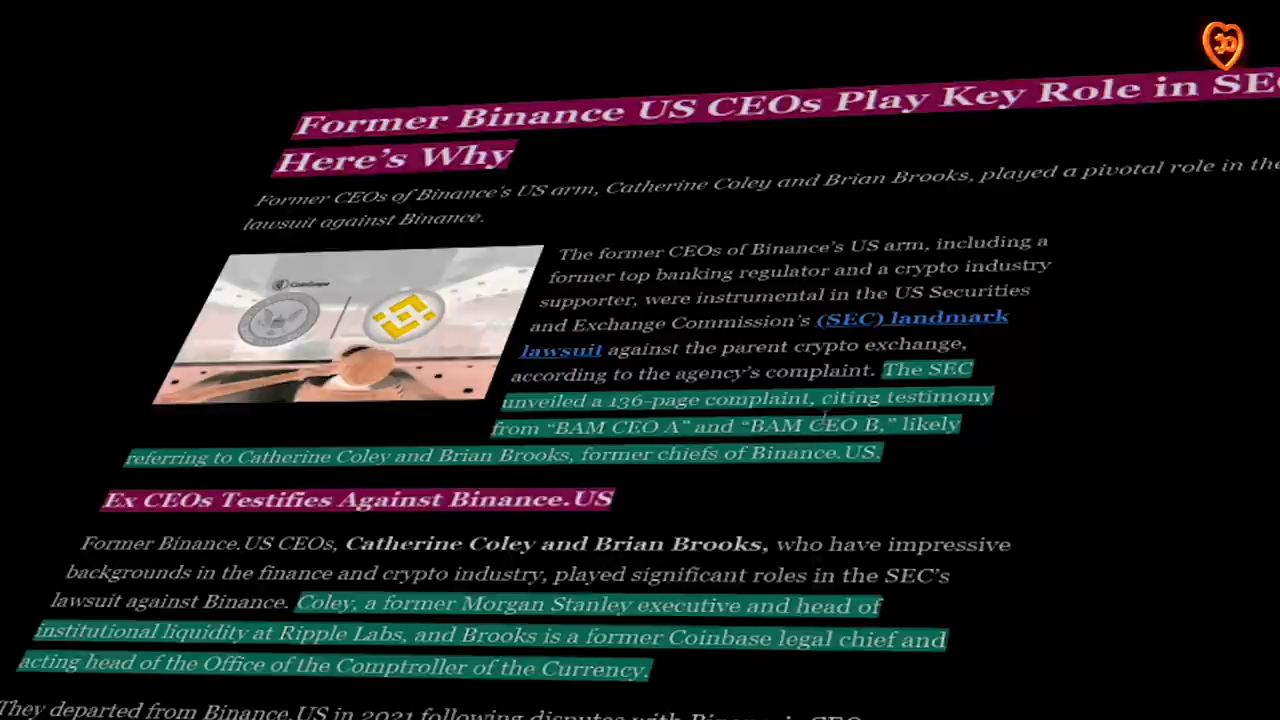 Former Binance US CEOs Play Key Role in SEC
Here's Why
Former CEOs of Binance's US arm, Catherine Coley and Brian Brooks, played a pivotal role in the
lawsuit against Binance.
The former CEOs of Binance's US arm, including a
former top banking regulator and a crypto industry
supporter, were instrumental in the US Securities
and Exchange Commission's (SEC) landmark
lawsuit against the parent crypto exchange,
according to the agency's complaint. The SEC
unveiled a 136-page complaint, citing testimony
from “BAM CEO A” and “BAM CEO B,” likely
referring to Catherine Coley and Brian Brooks, former chiefs of Binance.US.
Ex CEOs Testifies Against Binance.US
Former Binance.US CEOs, Catherine Coley and Brian Brooks, who have impressive
backgrounds in the finance and crypto industry, played significant roles in the SEC's
lawsuit against Binance. Coley, a former Morgan Stanley executive and head of
institutional liquidity at Ripple Labs, and Brooks is a former Coinbase legal chief and
acting head of the Office of the Comptroller of the Currency.
They departed from Binance.US in 2021 following disputes with Binance's CEO